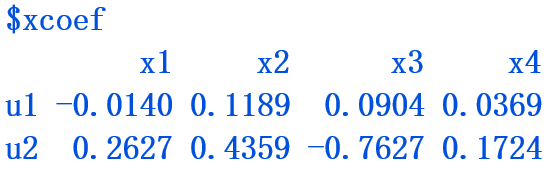 $xcoef
x1 x2 x3 x4
u1 -0.0140 0.1189 0.0904 0.0369
u2 0.2627 0.4359 -0.7627 0.1724